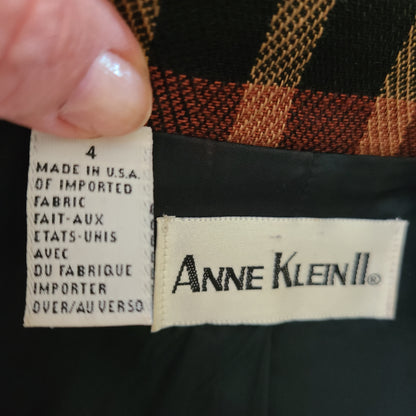 4
MADE IN U.S.A.
OF IMPORTED
FABRIC
FAIT-AUX
ETATS-UNIS
AVEC
DU FABRIQUE
IMPORTER
OVER/AU VERSO
ANNE KLEIN II®